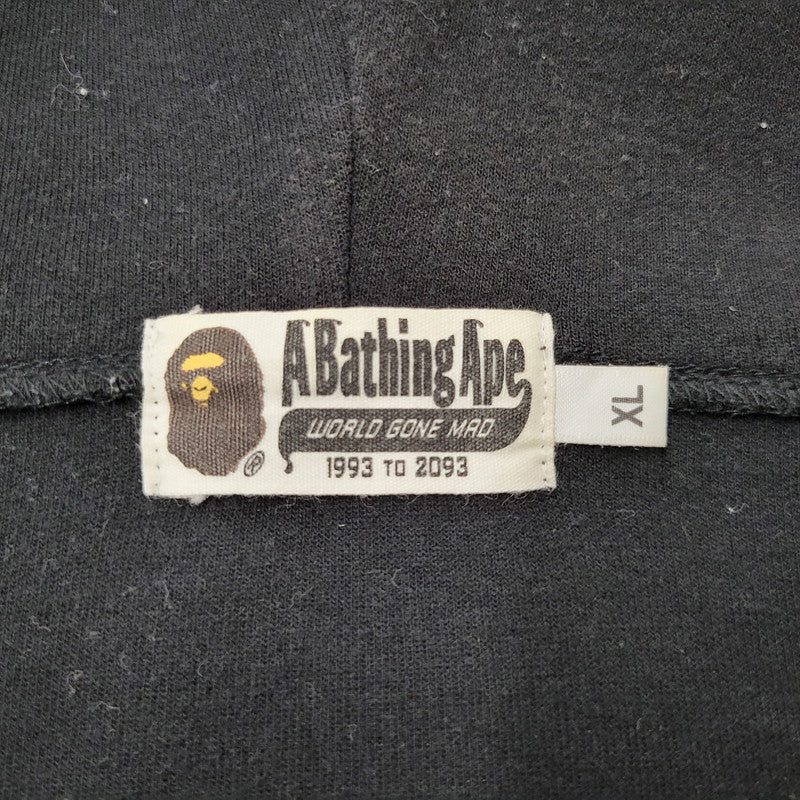 A Bathing Ape
WORLD GONE MAD
1993 TO 2093
®
XL